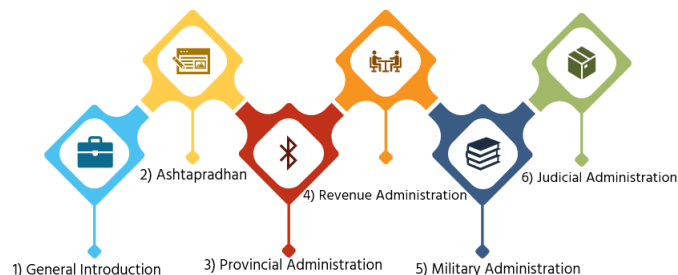 1) General Introduction
2) Ashtapradhan
3) Provincial Administration
4) Revenue Administration
5) Military Administration
6) Judicial Administration